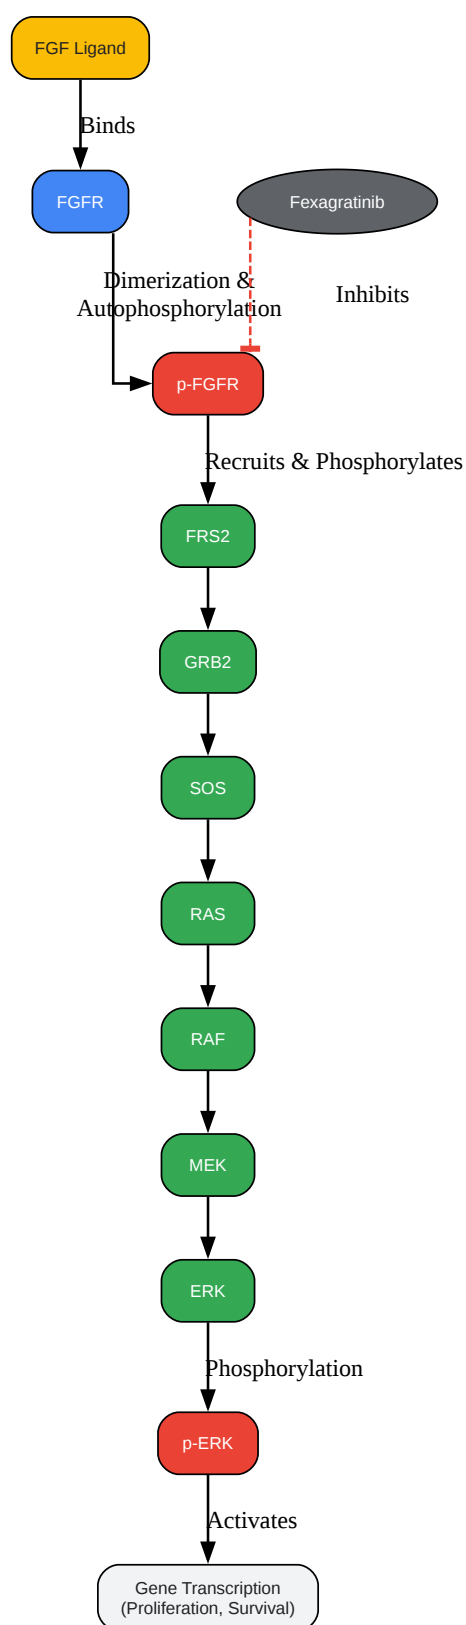 FGF Ligand
Binds
FGFR
Fexagratinib
Dimerization &
Autophosphorylation
Inhibits
p-FGFR
Recruits & Phosphorylates
FRS2
GRB2
SOS
RAS
RAF
MEK
ERK
Phosphorylation
p-ERK
Activates
Gene Transcription
(Proliferation, Survival)